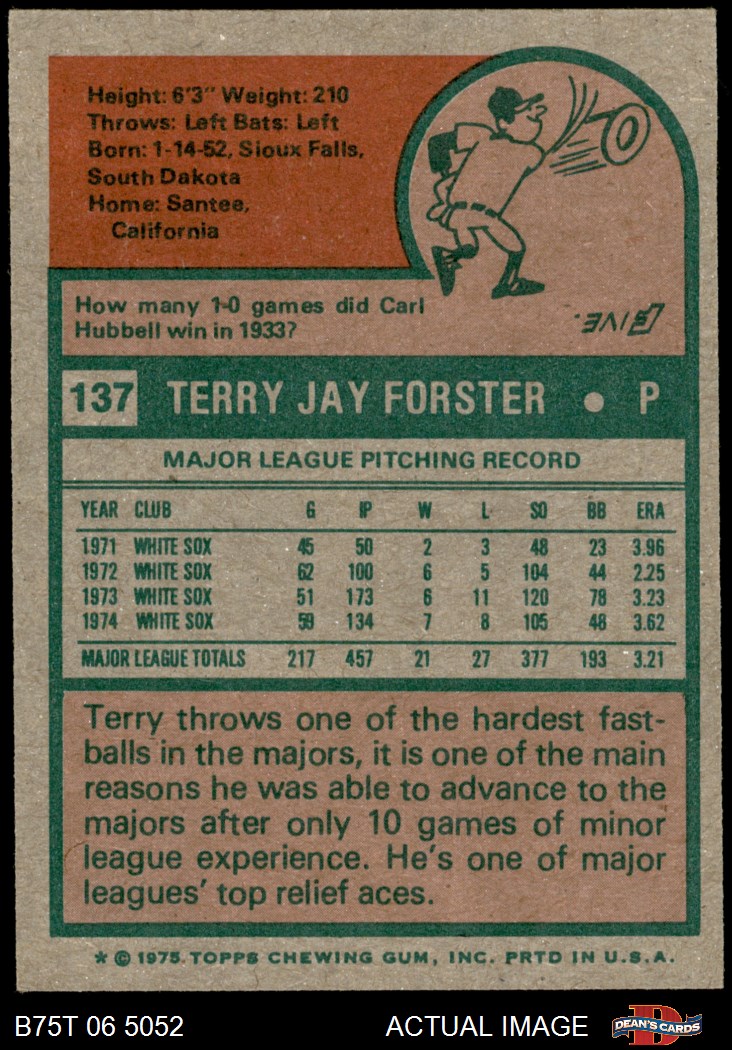 Height: 6'3" Weight: 210
Throws: Left Bats: Left
Born: 1-14-52, Sioux Falls,
South Dakota
Home: Santee,
California
How many 1-0 games did Carl
Hubbell win in 1933?
FIVE.
137 TERRY JAY FORSTER • P
MAJOR LEAGUE PITCHING RECORD
YEAR CLUB G IP W L SO BB ERA
1971 WHITE SOX 45 50 2 3 48 23 3.96
1972 WHITE SOX 62 100 6 5 104 44 2.25
1973 WHITE SOX 51 173 6 11 120 78 3.23
1974 WHITE SOX 59 134 7 8 105 48 3.62
MAJOR LEAGUE TOTALS 217 457 21 27 377 193 3.21
Terry throws one of the hardest fast-
balls in the majors, it is one of the main
reasons he was able to advance to the
majors after only 10 games of minor
league experience. He's one of major
leagues' top relief aces.
* © 1975 TOPPS CHEWING GUM, INC. PRTD IN U.S.A.
B75T 06 5052 ACTUAL IMAGE D DEAN'S CARDS